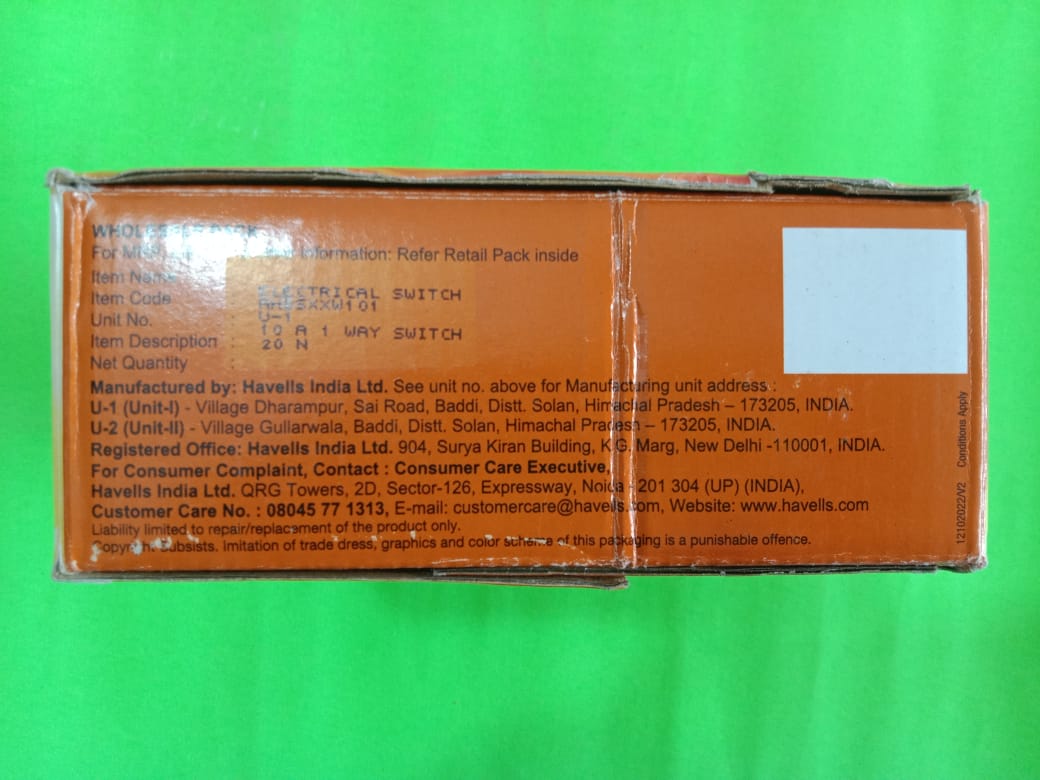 WHOLESALE PACK
For information: Refer Retail Pack inside
Item Name
ELECTRICAL SWITCH
Item Code
Unit No. U-1
Item Description : 10 A 1 WAY SWITCH
Net Quantity : 20 N
Manufactured by: Havells India Ltd. See unit no. above for Manufacturing unit address :
U-1 (Unit-I) - Village Dharampur, Sai Road, Baddi, Distt. Solan, Himachal Pradesh – 173205, INDIA.
U-2 (Unit-II) - Village Gullarwala, Baddi, Distt. Solan, Himachal Pradesh – 173205, INDIA.
Registered Office: Havells India Ltd. 904, Surya Kiran Building, K.G. Marg, New Delhi -110001, INDIA.
For Consumer Complaint, Contact : Consumer Care Executive,
Havells India Ltd. QRG Towers, 2D, Sector-126, Expressway, Noida - 201 304 (UP) (INDIA),
Customer Care No. : 08045 77 1313, E-mail: customercare@havells.com, Website: www.havells.com
Liability limited to repair/replacement of the product only.
Copyright Subsists. imitation of trade dress, graphics and color scheme of this packaging is a punishable offence.
12102022/V2 Conditions Apply